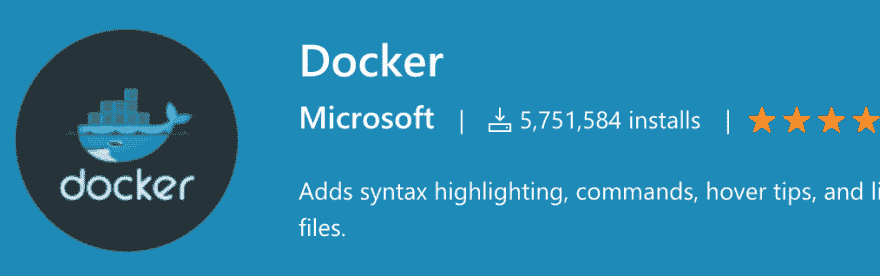 Docker
Microsoft | 5,751,584 installs |
docker
Adds syntax highlighting, commands, hover tips, and li
files.